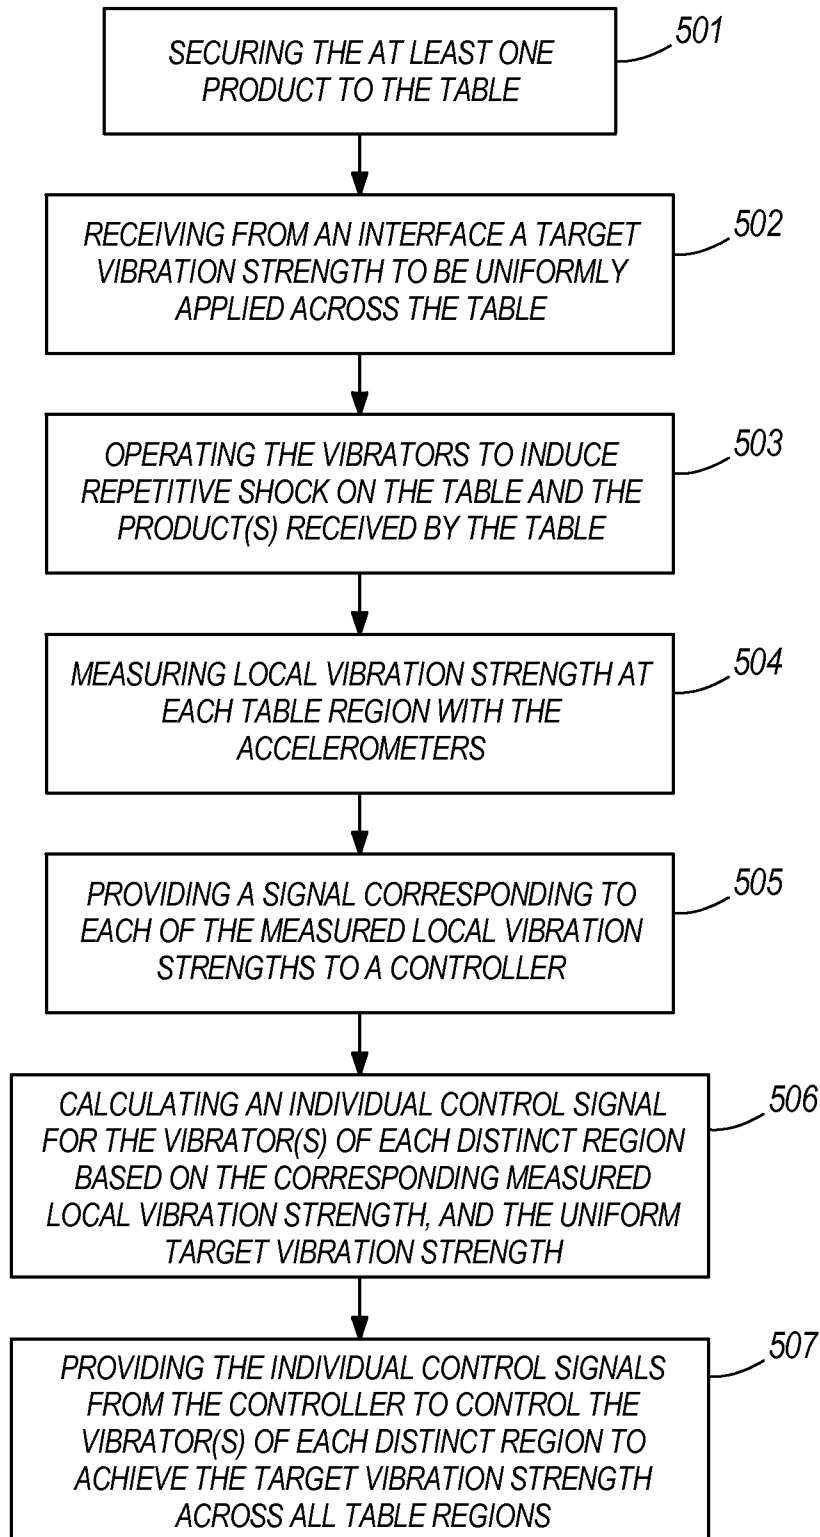 501
SECURING THE AT LEAST ONE
PRODUCT TO THE TABLE
502
RECEIVING FROM AN INTERFACE A TARGET
VIBRATION STRENGTH TO BE UNIFORMLY
APPLIED ACROSS THE TABLE
503
OPERATING THE VIBRATORS TO INDUCE
REPETITIVE SHOCK ON THE TABLE AND THE
PRODUCT(S) RECEIVED BY THE TABLE
504
MEASURING LOCAL VIBRATION STRENGTH AT
EACH TABLE REGION WITH THE
ACCELEROMETERS
505
PROVIDING A SIGNAL CORRESPONDING TO
EACH OF THE MEASURED LOCAL VIBRATION
STRENGTHS TO A CONTROLLER
506
CALCULATING AN INDIVIDUAL CONTROL SIGNAL
FOR THE VIBRATOR(S) OF EACH DISTINCT REGION
BASED ON THE CORRESPONDING MEASURED
LOCAL VIBRATION STRENGTH, AND THE UNIFORM
TARGET VIBRATION STRENGTH
507
PROVIDING THE INDIVIDUAL CONTROL SIGNALS
FROM THE CONTROLLER TO CONTROL THE
VIBRATOR(S) OF EACH DISTINCT REGION TO
ACHIEVE THE TARGET VIBRATION STRENGTH
ACROSS ALL TABLE REGIONS